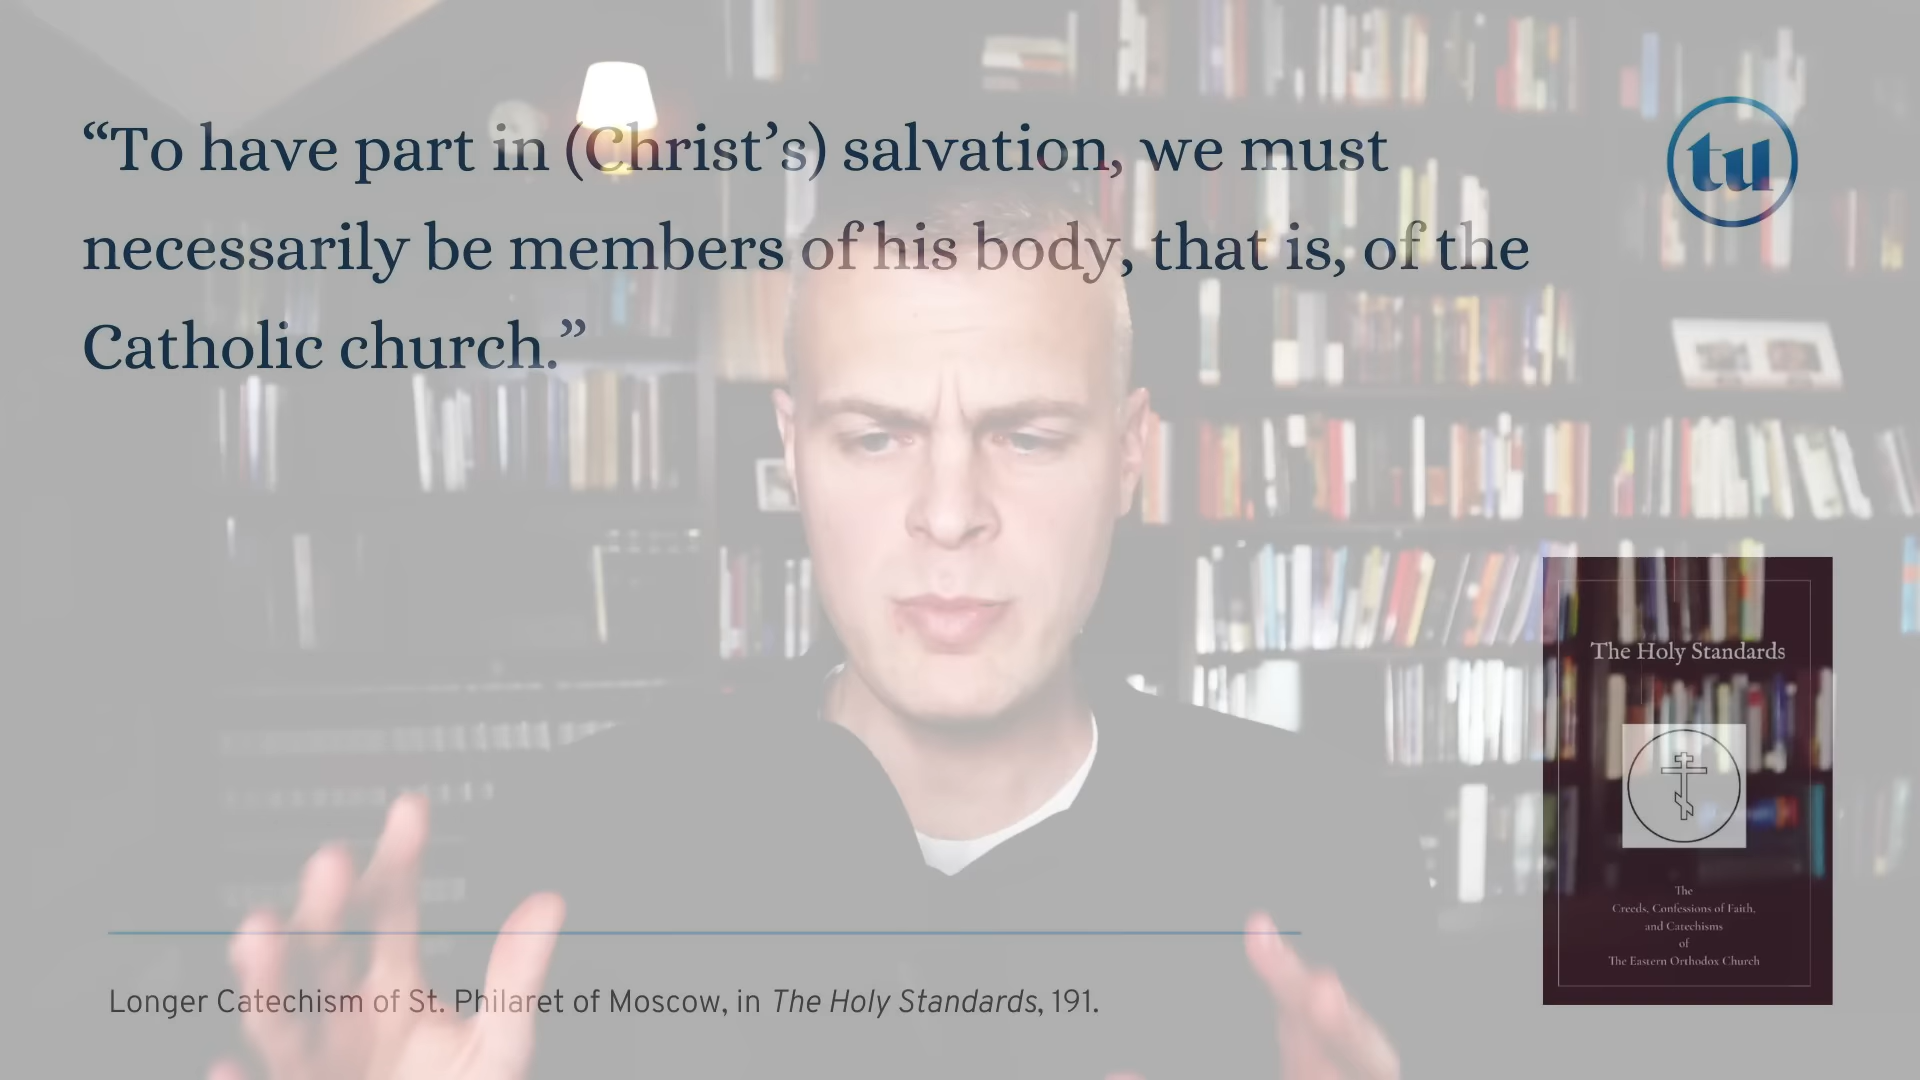 “To have part in (Christ’s) salvation, we must
necessarily be members of his body, that is, of the
Catholic church.”
tu
The Holy Standards
The
Creeds, Confessions of Faith,
and Catechisms
of
The Eastern Orthodox Church
Longer Catechism of St. Philaret of Moscow, in The Holy Standards, 191.